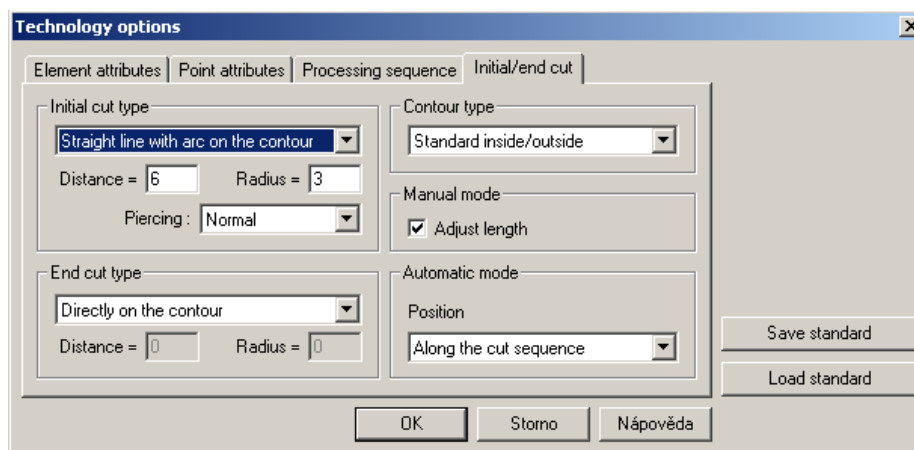 Technology options
Element attributes
Point attributes
Processing sequence
Initial/end cut
Initial cut type
Straight line with arc on the contour
Distance = 6
Radius = 3
Piercing : Normal
End cut type
Directly on the contour
Distance = 0
Radius = 0
Contour type
Standard inside/outside
Manual mode
Adjust length
Automatic mode
Position
Along the cut sequence
Save standard
Load standard
OK
Storno
Nápověda